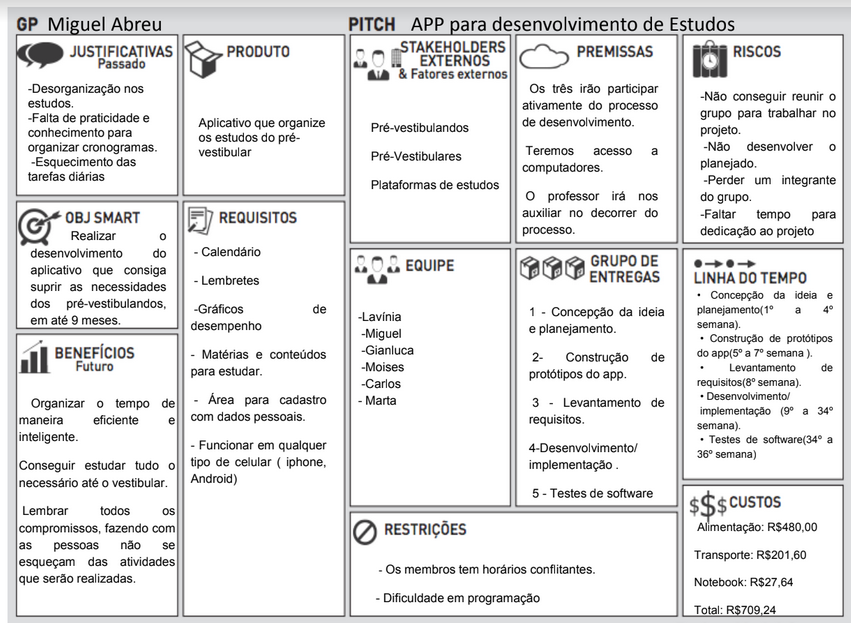 GP Miguel Abreu
PITCH APP para desenvolvimento de Estudos
JUSTIFICATIVAS
Passado
-Desorganização nos
estudos.
-Falta de praticidade e
conhecimento para
organizar cronogramas.
-Esquecimento das
tarefas diárias
PRODUTO
Aplicativo que organize
os estudos do pré-
vestibular
STAKEHOLDERS
EXTERNOS
& Fatores externos
Pré-vestibulandos
Pré-Vestibulares
Plataformas de estudos
PREMISSAS
Os três irão participar
ativamente do processo
de desenvolvimento.
Teremos acesso a
computadores.
O professor irá nos
auxiliar no decorrer do
processo.
RISCOS
-Não conseguir reunir o
grupo para trabalhar no
projeto.
-Não desenvolver o
planejado.
-Perder um integrante
do grupo.
-Faltar tempo para
dedicação ao projeto
OBJ SMART
Realizar o
desenvolvimento do
aplicativo que consiga
suprir as necessidades
dos pré-vestibulandos,
em até 9 meses.
REQUISITOS
- Calendário
- Lembretes
-Gráficos de
desempenho
- Matérias e conteúdos
para estudar.
- Área para cadastro
com dados pessoais.
- Funcionar em qualquer
tipo de celular ( iphone,
Android)
EQUIPE
-Lavínia
-Miguel
-Gianluca
-Moises
-Carlos
- Marta
GRUPO DE
ENTREGAS
1 - Concepção da ideia
e planejamento.
2- Construção de
protótipos do app.
3 - Levantamento de
requisitos.
4-Desenvolvimento/
implementação .
5 - Testes de software
LINHA DO TEMPO
• Concepção da ideia e
planejamento(1º a 4º
semana).
• Construção de protótipos
do app(5º a 7º semana ).
• Levantamento de
requisitos(8º semana).
• Desenvolvimento/
implementação (9º a 34º
semana).
• Testes de software(34º a
36º semana)
BENEFÍCIOS
Futuro
Organizar o tempo de
maneira eficiente e
inteligente.
Conseguir estudar tudo o
necessário até o vestibular.
Lembrar todos os
compromissos, fazendo com
as pessoas não se
esqueçam das atividades
que serão realizadas.
RESTRIÇÕES
- Os membros tem horários conflitantes.
- Dificuldade em programação
$$$ CUSTOS
Alimentação: R$480,00
Transporte: R$201,60
Notebook: R$27,64
Total: R$709,24